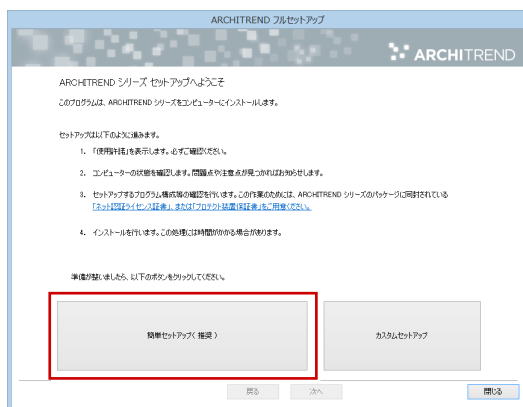 ARCHITREND フルセットアップ
ARCHITREND
ARCHITREND シリーズ セットアップへようこそ
このプログラムは、ARCHITREND シリーズをコンピューターにインストールします。
セットアップは以下のように進みます。
1. 「使用許諾」を表示します。必ずご確認ください。
2. コンピューターの状態を確認します。問題点や注意点が見つかればお知らせします。
3. セットアップするプログラム構成等の確認を行います。この作業のためには、ARCHITREND シリーズのパッケージに同封されている
「ネット認証ライセンス証書」、または「プロテクト装置保証書」をご用意ください。
4. インストールを行います。この処理には時間がかかる場合があります。
準備が整いましたら、以下のボタンをクリックしてください。
簡単セットアップ( 推奨 )
カスタムセットアップ
戻る
次へ
閉じる